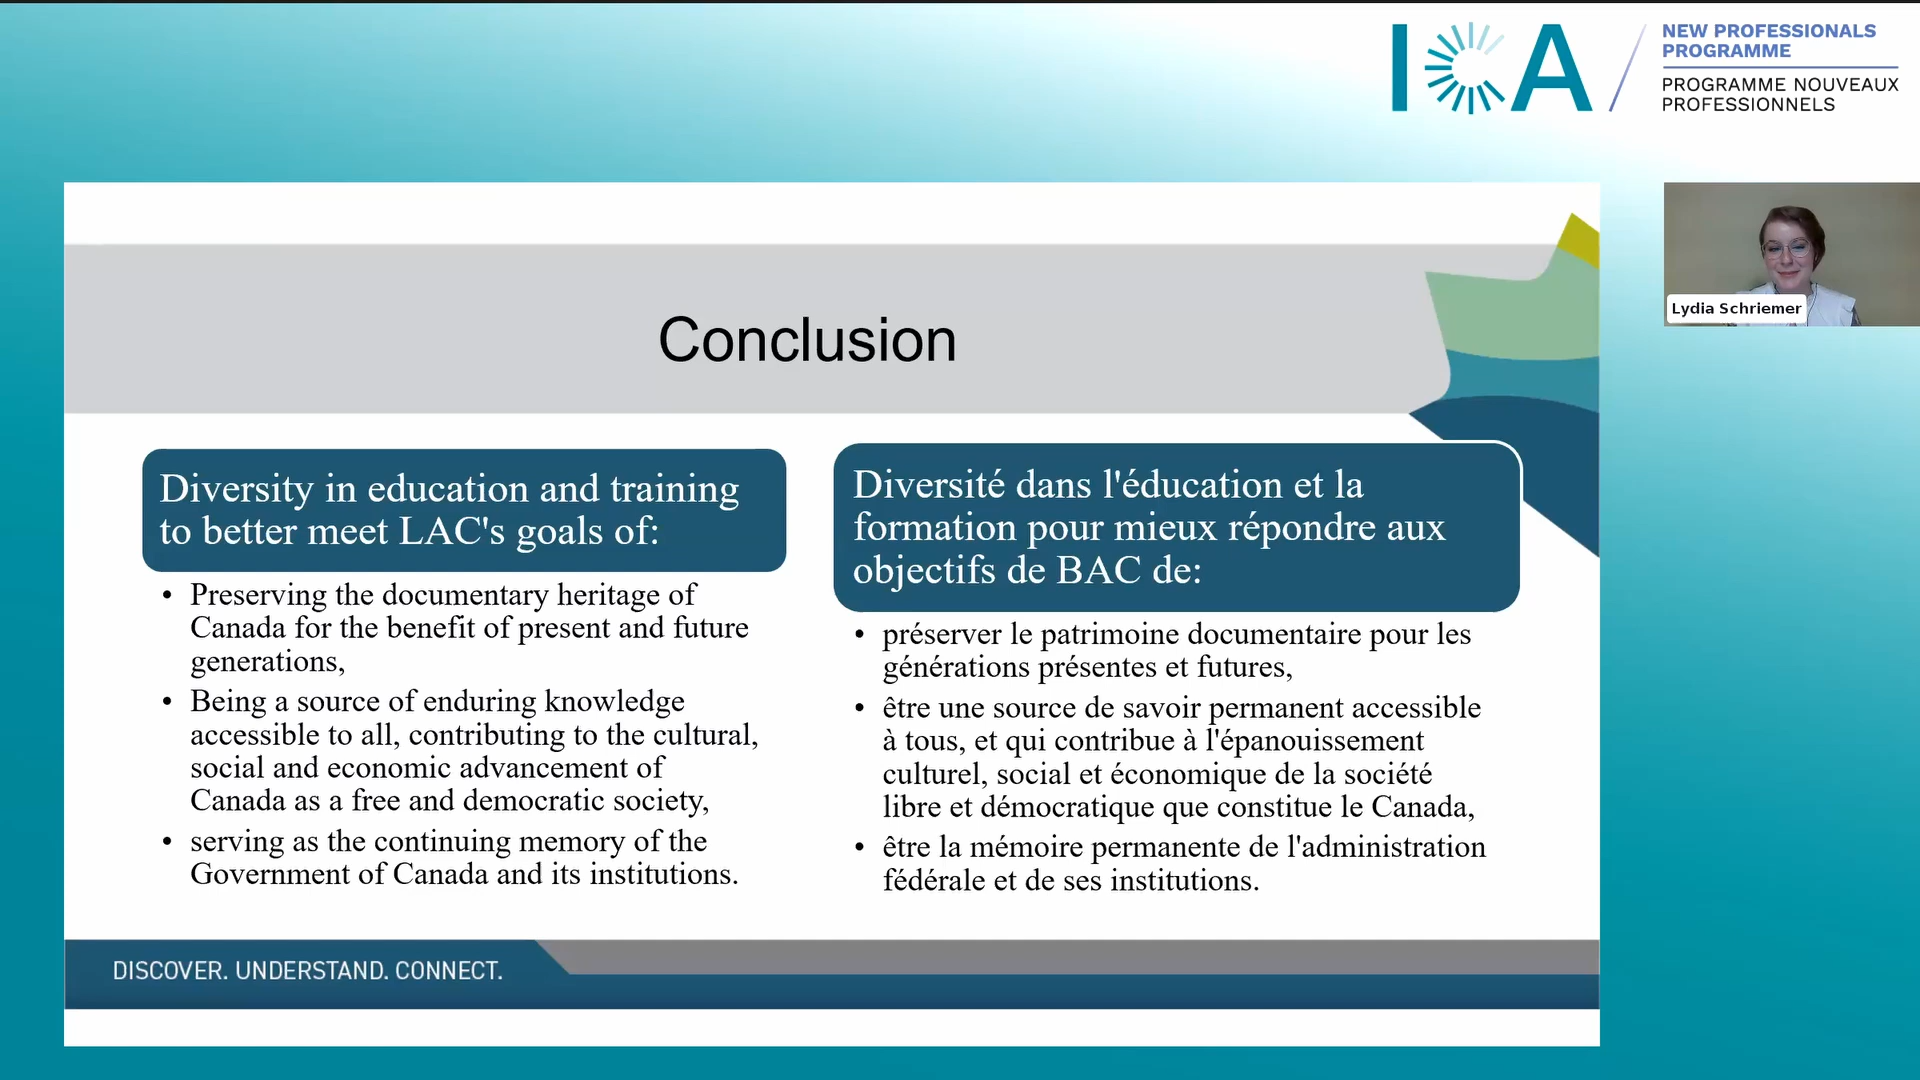 ICA
NEW PROFESSIONALS
PROGRAMME
PROGRAMME NOUVEAUX
PROFESSIONNELS
Lydia Schriemer
Conclusion
Diversity in education and training
to better meet LAC's goals of:
• Preserving the documentary heritage of
Canada for the benefit of present and future
generations,
• Being a source of enduring knowledge
accessible to all, contributing to the cultural,
social and economic advancement of
Canada as a free and democratic society,
• serving as the continuing memory of the
Government of Canada and its institutions.
Diversité dans l'éducation et la
formation pour mieux répondre aux
objectifs de BAC de:
• préserver le patrimoine documentaire pour les
générations présentes et futures,
• être une source de savoir permanent accessible
à tous, et qui contribue à l'épanouissement
culturel, social et économique de la société
libre et démocratique que constitue le Canada,
• être la mémoire permanente de l'administration
fédérale et de ses institutions.
DISCOVER. UNDERSTAND. CONNECT.